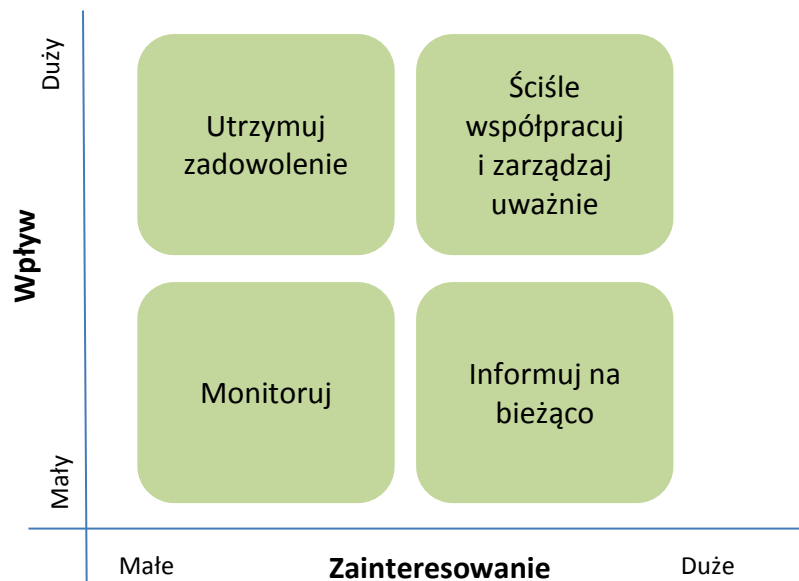 Duży
Utrzymuj
zadowolenie
Ściśle
współpracuj
i zarządzaj
uważnie
Wpływ
Monitoruj
Informuj na
bieżąco
Mały
Małe
Zainteresowanie
Duże